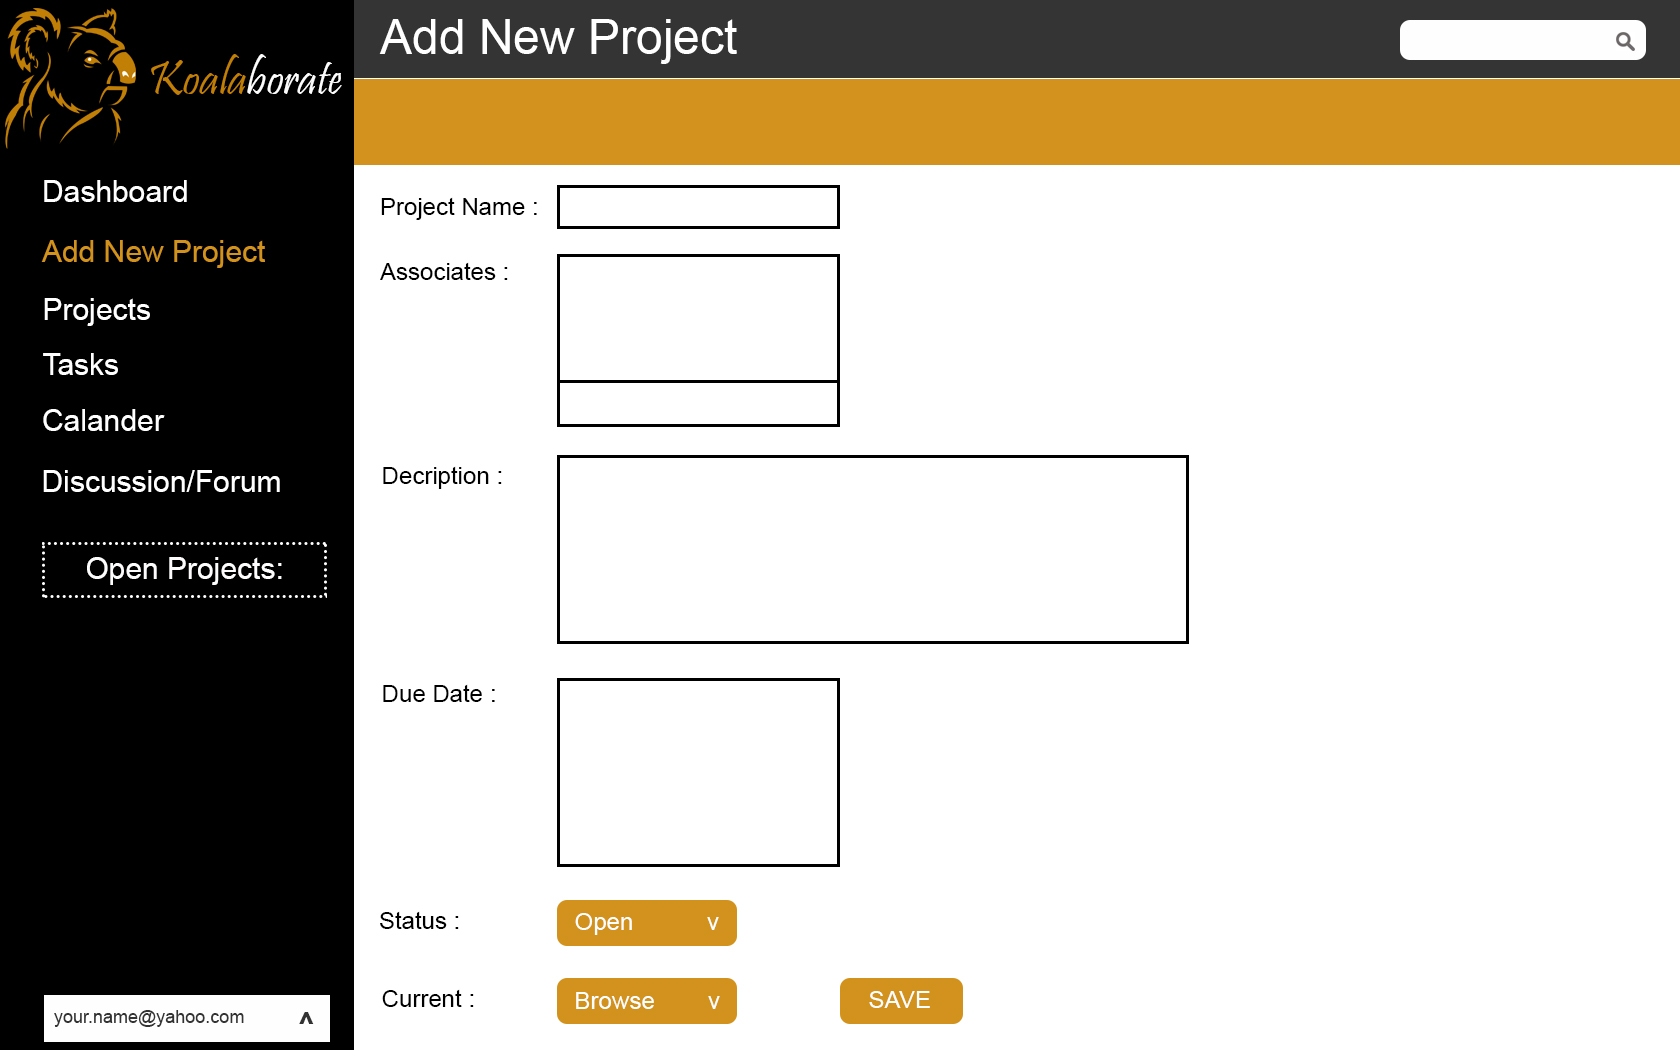 Koalaborate
Dashboard
Add New Project
Projects
Tasks
Calander
Discussion/Forum
Open Projects:
your.name@yahoo.com ʌ
Add New Project
Project Name :
Associates :
Decription :
Due Date :
Status :
Open v
Current :
Browse v
SAVE